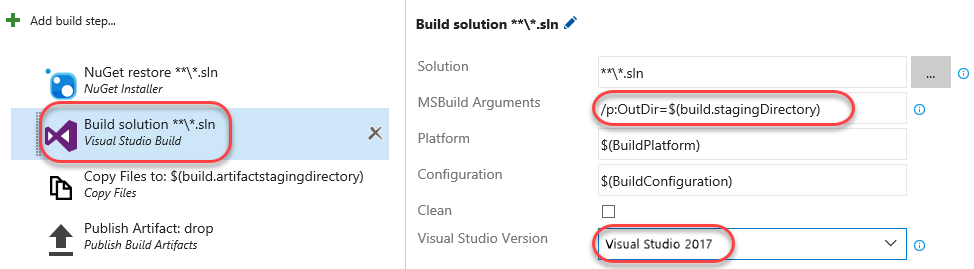 Add build step...
NuGet restore **\*.sln
NuGet Installer
Build solution **\*.sln
Visual Studio Build
Copy Files to: $(build.artifactstagingdirectory)
Copy Files
Publish Artifact: drop
Publish Build Artifacts
Build solution **\*.sln
Solution
**\*.sln
...
MSBuild Arguments
/p:OutDir=$(build.stagingDirectory)
Platform
$(BuildPlatform)
Configuration
$(BuildConfiguration)
Clean
Visual Studio Version
Visual Studio 2017